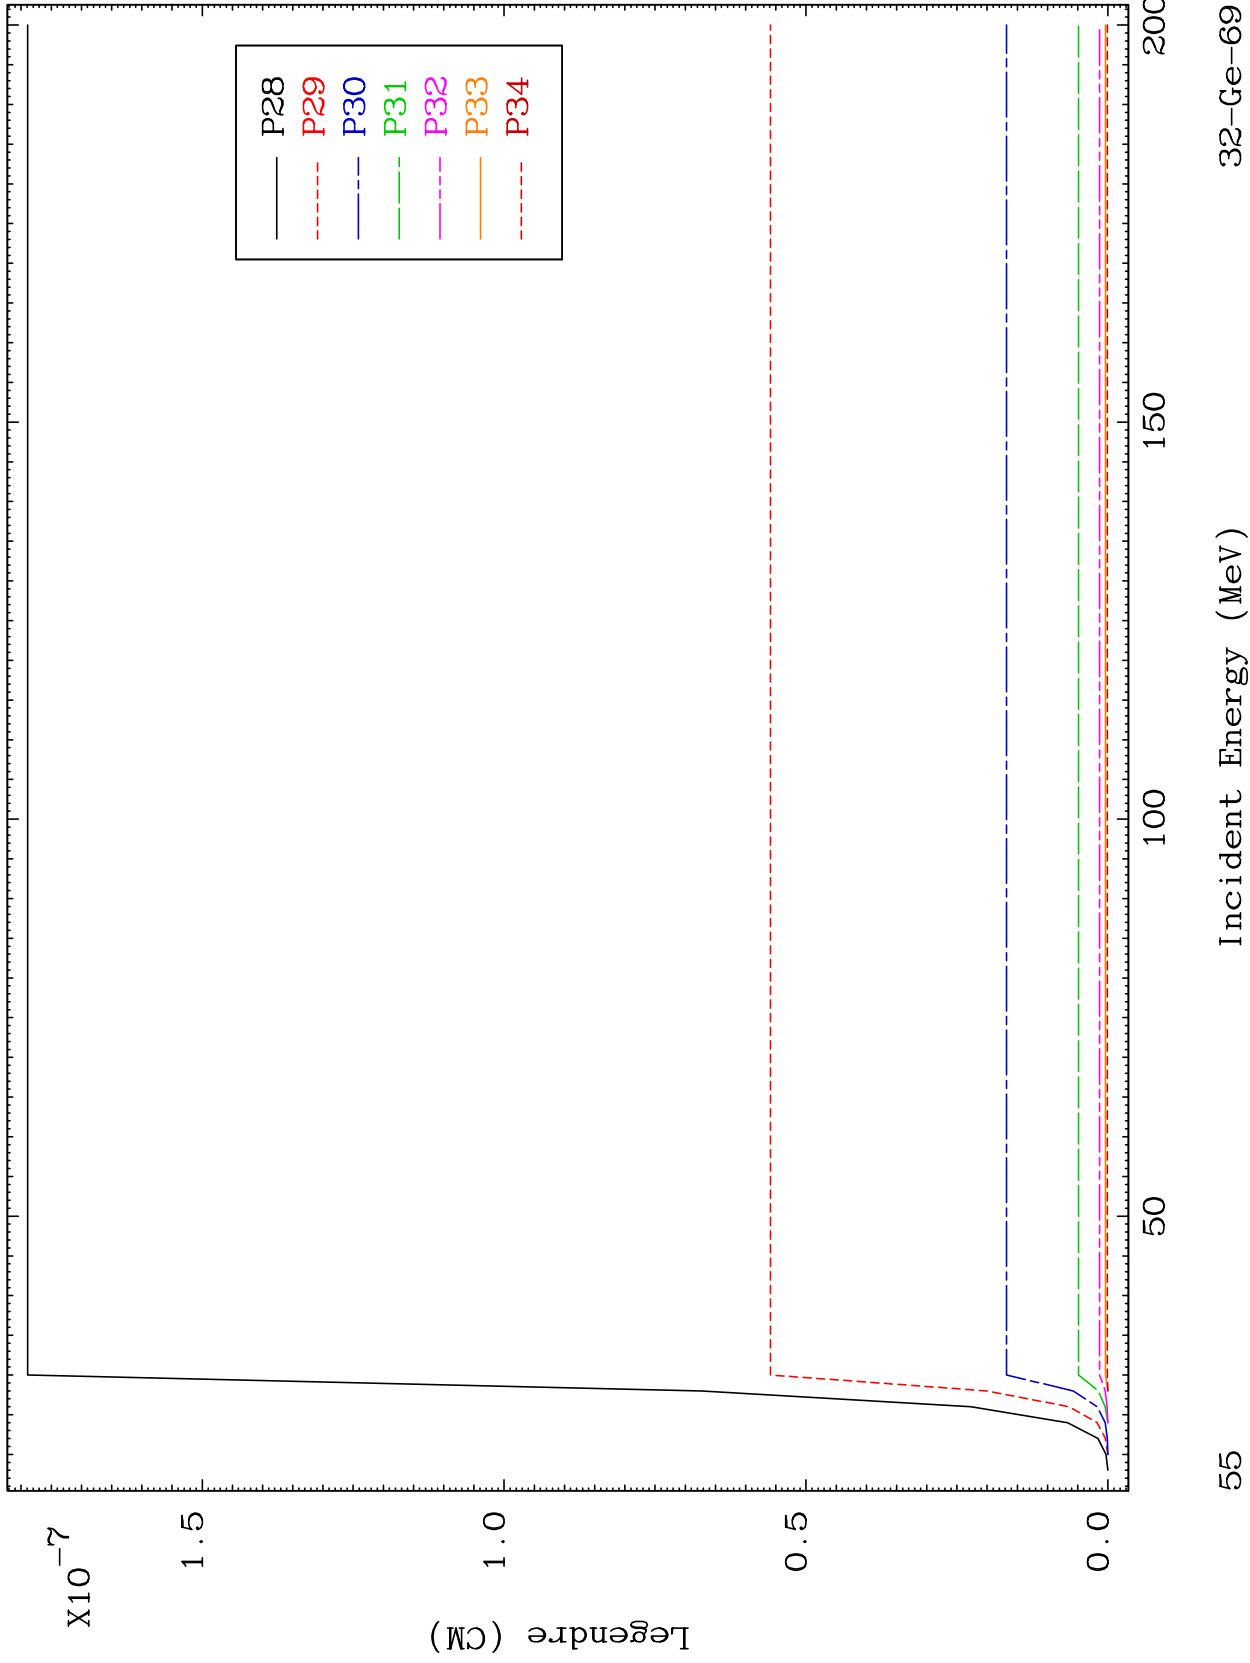 X10-7
1.5
1.0
0.5
0.0
Legendre (CM)
P28
P29
P30
P31
P32
P33
P34
50
100
150
200
Incident Energy (MeV)
55
32-Ge-69